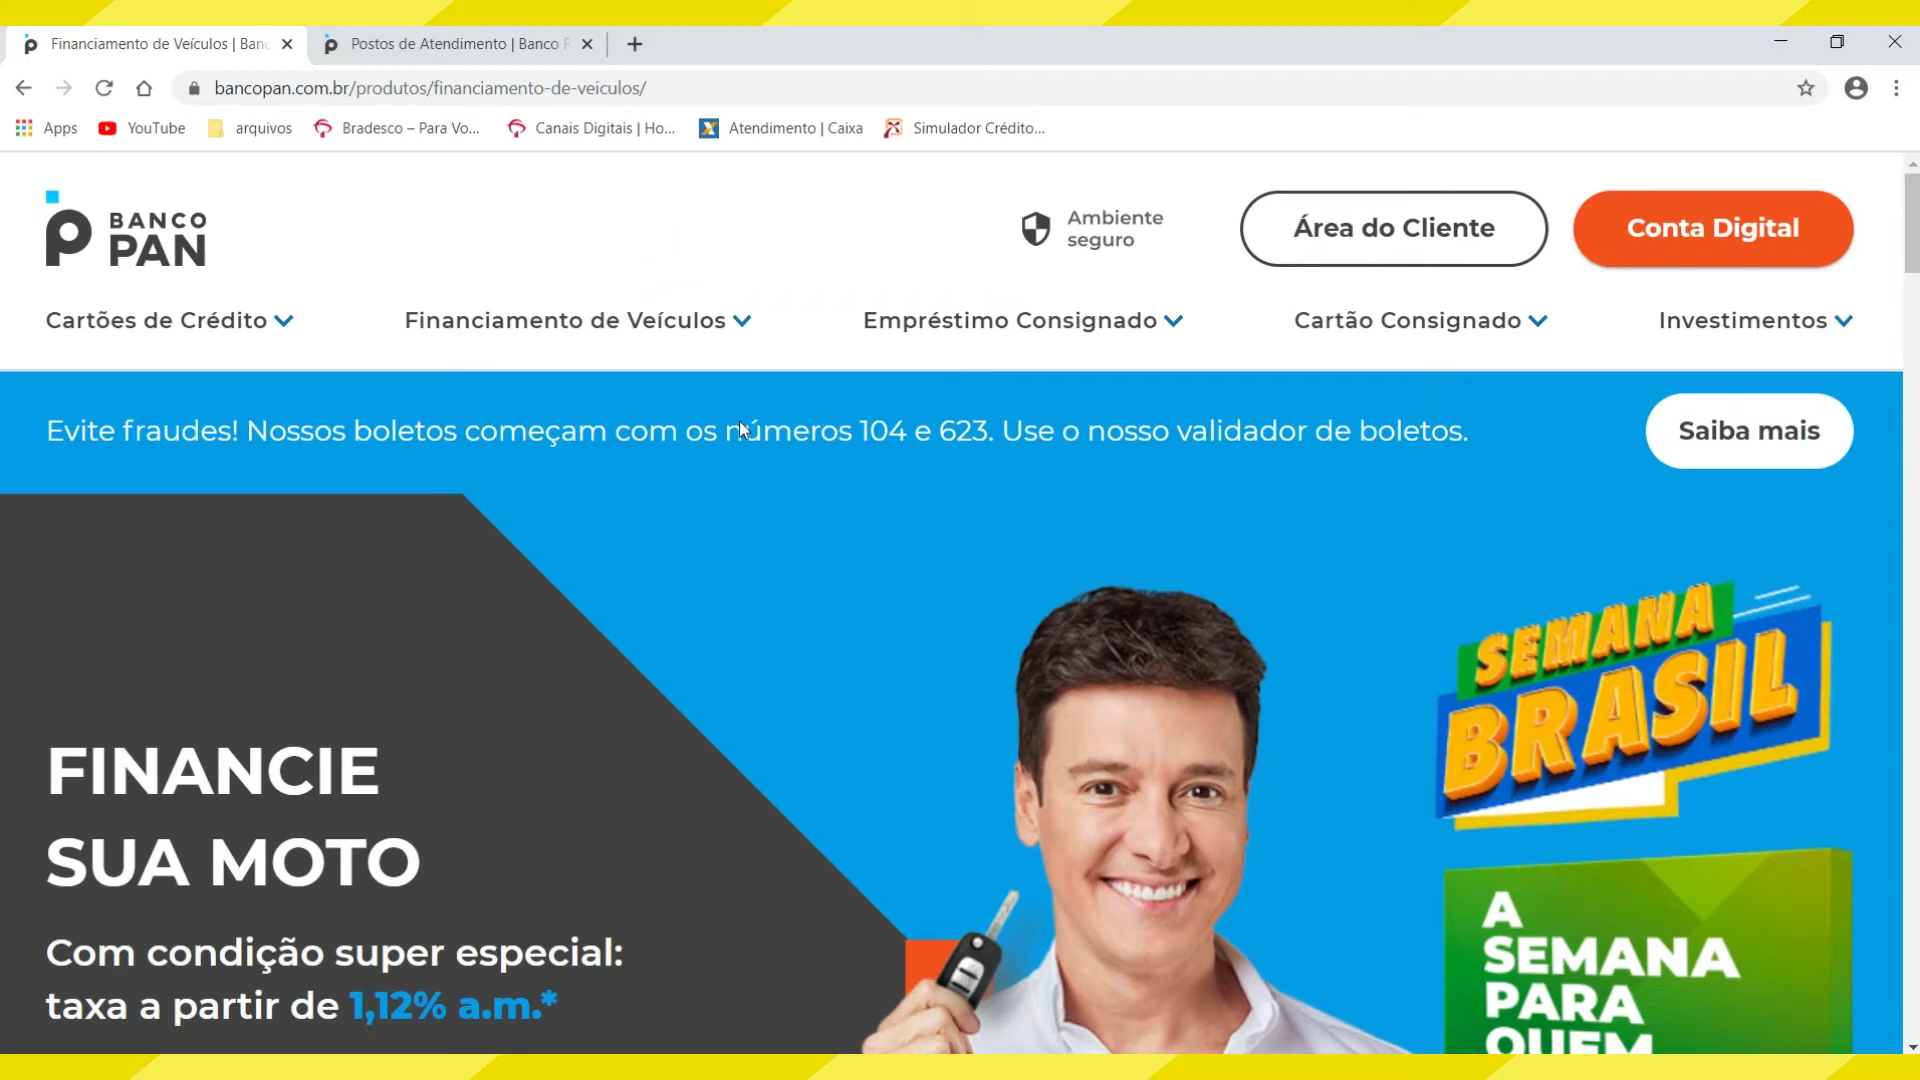 Financiamento de Veículos | Banc
Postos de Atendimento | Banco P
bancopan.com.br/produtos/financiamento-de-veiculos/
Apps
YouTube
arquivos
Bradesco – Para Vo...
Canais Digitais | Ho...
Atendimento | Caixa
Simulador Crédito...
BANCO
PAN
Ambiente
seguro
Área do Cliente
Conta Digital
Cartões de Crédito
Financiamento de Veículos
Empréstimo Consignado
Cartão Consignado
Investimentos
Evite fraudes! Nossos boletos começam com os números 104 e 623. Use o nosso validador de boletos.
Saiba mais
FINANCIE
SUA MOTO
Com condição super especial:
taxa a partir de 1,12% a.m.*
SEMANA
BRASIL
A
SEMANA
PARA
QUEM